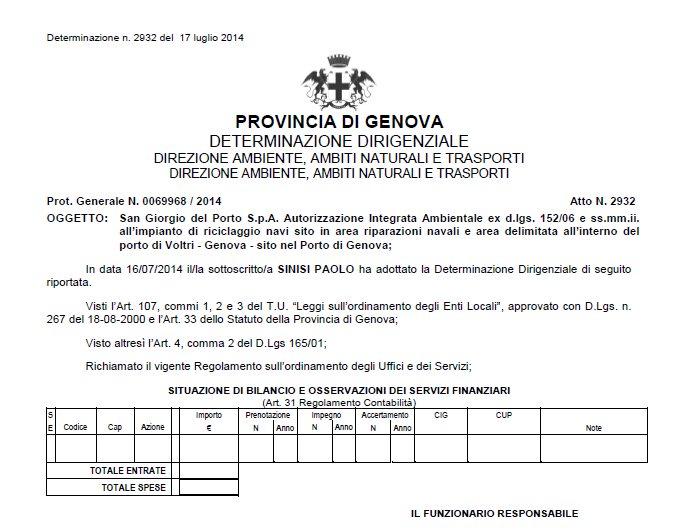 Determinazione n. 2932 del 17 luglio 2014
PROVINCIA DI GENOVA
DETERMINAZIONE DIRIGENZIALE
DIREZIONE AMBIENTE, AMBITI NATURALI E TRASPORTI
DIREZIONE AMBIENTE, AMBITI NATURALI E TRASPORTI
Prot. Generale N. 0069968 / 2014 Atto N. 2932
OGGETTO: San Giorgio del Porto S.p.A. Autorizzazione Integrata Ambientale ex d.lgs. 152/06 e ss.mm.ii.
all'impianto di riciclaggio navi sito in area riparazioni navali e area delimitata all'interno del
porto di Voltri - Genova - sito nel Porto di Genova;
In data 16/07/2014 il/la sottoscritto/a SINISI PAOLO ha adottato la Determinazione Dirigenziale di seguito
riportata.
Visti l'Art. 107, commi 1, 2 e 3 del T.U. “Leggi sull'ordinamento degli Enti Locali”, approvato con D.Lgs. n.
267 del 18-08-2000 e l'Art. 33 dello Statuto della Provincia di Genova;
Visto altresì l'Art. 4, comma 2 del D.Lgs 165/01;
Richiamato il vigente Regolamento sull'ordinamento degli Uffici e dei Servizi;
SITUAZIONE DI BILANCIO E OSSERVAZIONI DEI SERVIZI FINANZIARI
(Art. 31 Regolamento Contabilità)
S Importo Prenotazione Impegno Accertamento CIG CUP
E Codice Cap Azione € N Anno N Anno N Anno Note
TOTALE ENTRATE
TOTALE SPESE
IL FUNZIONARIO RESPONSABILE